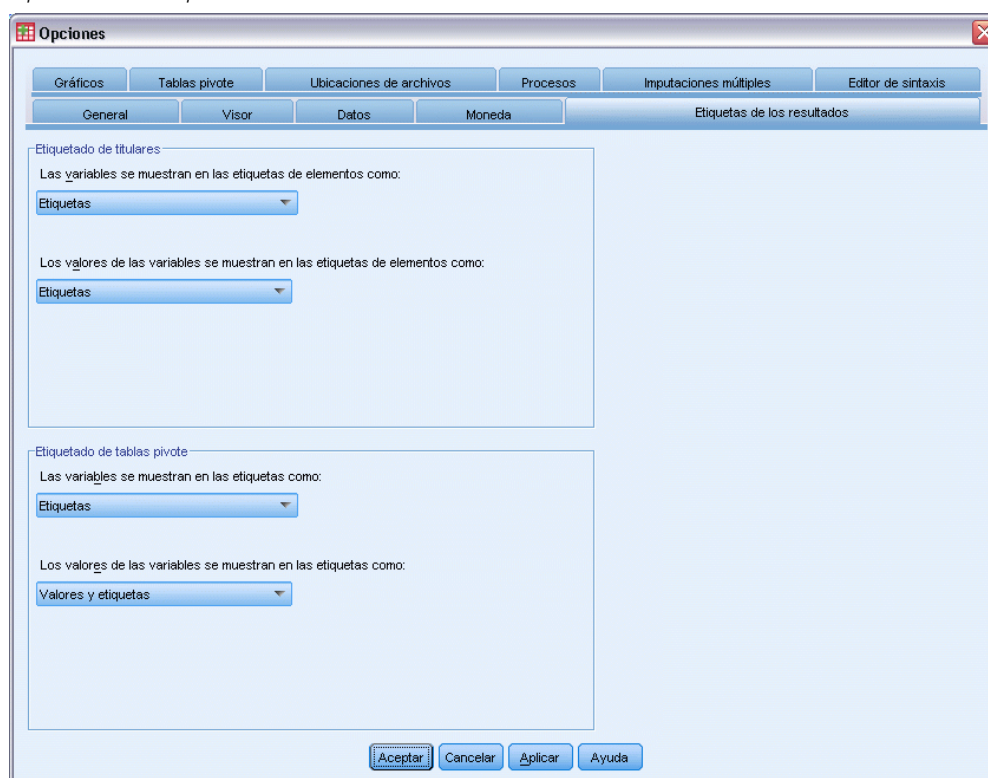 Opciones
Gráficos Tablas pivote Ubicaciones de archivos Procesos Imputaciones múltiples Editor de sintaxis
General Visor Datos Moneda Etiquetas de los resultados
Etiquetado de titulares
Las variables se muestran en las etiquetas de elementos como:
Etiquetas
Los valores de las variables se muestran en las etiquetas de elementos como:
Etiquetas
Etiquetado de tablas pivote
Las variables se muestran en las etiquetas como:
Etiquetas
Los valores de las variables se muestran en las etiquetas como:
Valores y etiquetas
Aceptar Cancelar Aplicar Ayuda